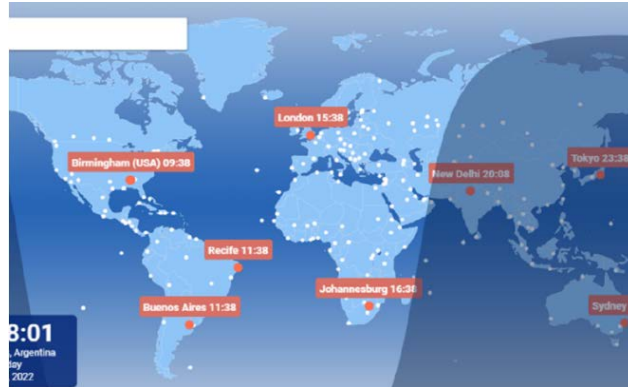 London 15:38
Birmingham (USA) 09:38
New Delhi 20:08
Tokyo 23:38
Recife 11:38
Johannesburg 16:38
Buenos Aires 11:38
Sydney
8:01
, Argentina
day
2022